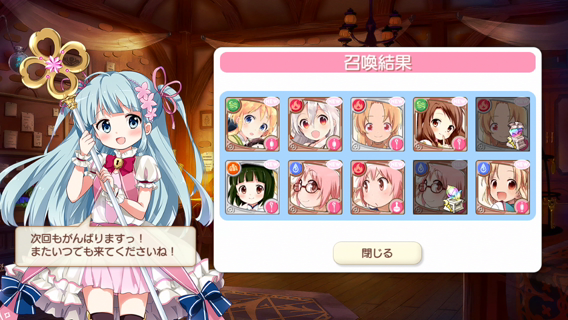 召喚結果
次回もがんばりますっ！
またいつでも来てくださいね！
閉じる